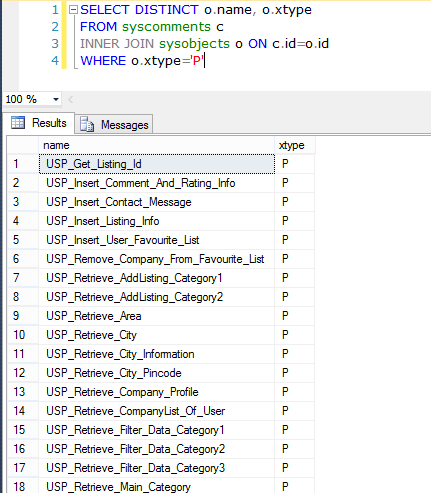 1 SELECT DISTINCT o.name, o.xtype
2 FROM syscomments c
3 INNER JOIN sysobjects o ON c.id=o.id
4 WHERE o.xtype='P'
100 %
Results Messages
name xtype
1 USP_Get_Listing_Id P
2 USP_Insert_Comment_And_Rating_Info P
3 USP_Insert_Contact_Message P
4 USP_Insert_Listing_Info P
5 USP_Insert_User_Favourite_List P
6 USP_Remove_Company_From_Favourite_List P
7 USP_Retrieve_AddListing_Category1 P
8 USP_Retrieve_AddListing_Category2 P
9 USP_Retrieve_Area P
10 USP_Retrieve_City P
11 USP_Retrieve_City_Information P
12 USP_Retrieve_City_Pincode P
13 USP_Retrieve_Company_Profile P
14 USP_Retrieve_CompanyList_Of_User P
15 USP_Retrieve_Filter_Data_Category1 P
16 USP_Retrieve_Filter_Data_Category2 P
17 USP_Retrieve_Filter_Data_Category3 P
18 USP_Retrieve_Main_Category P